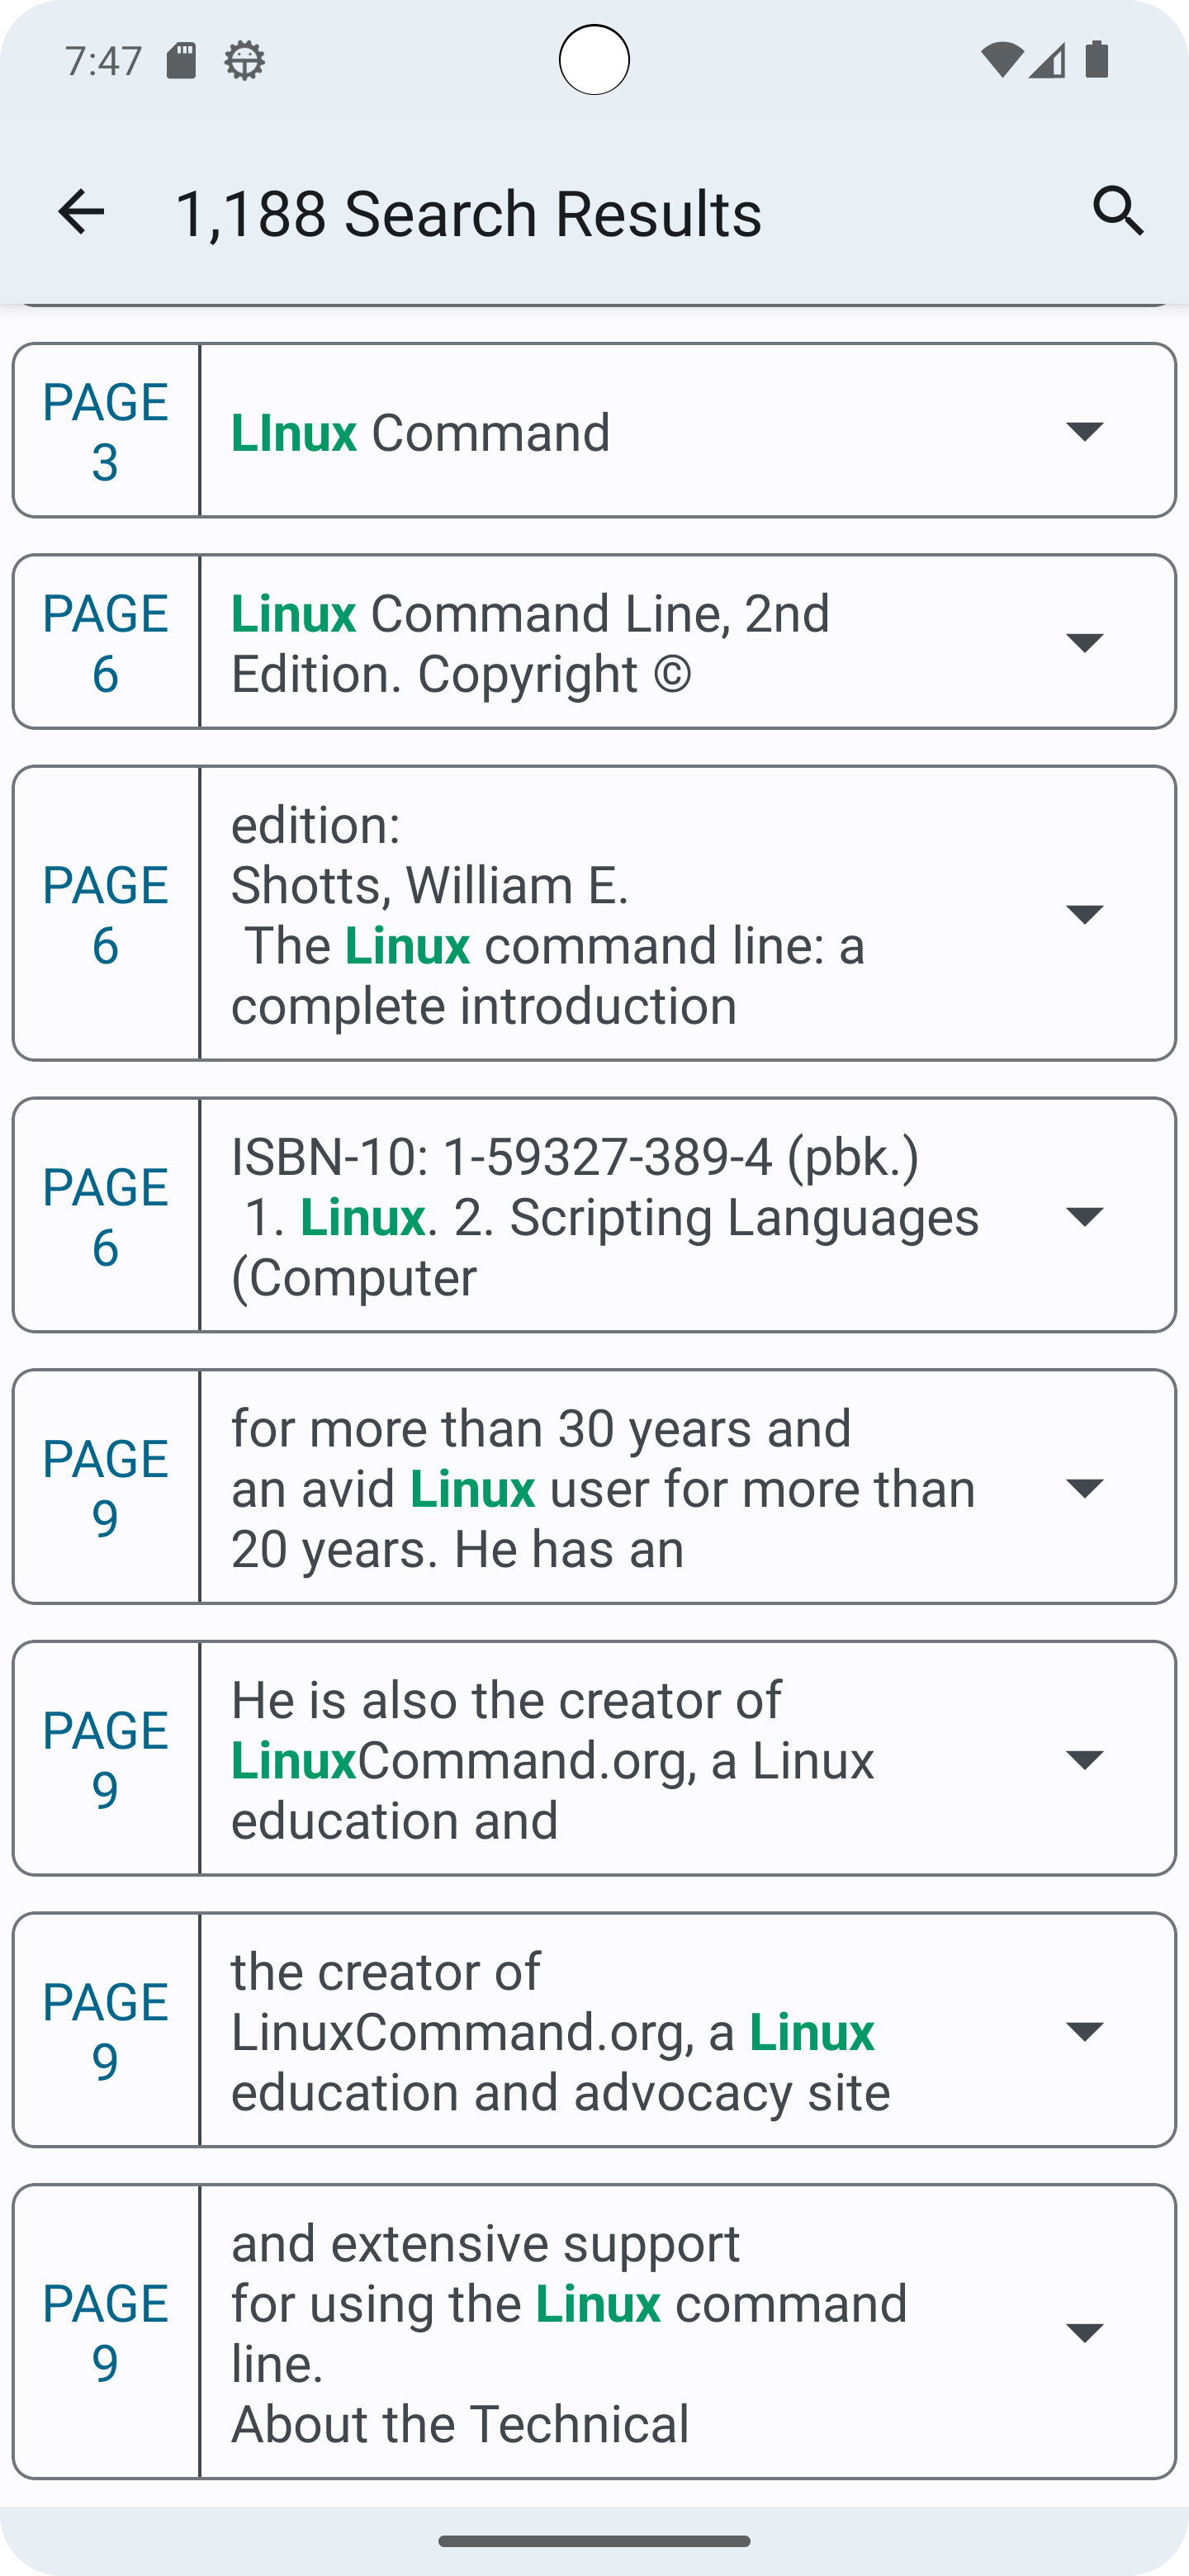 7:47
1,188 Search Results
PAGE
3
LInux Command
PAGE
6
Linux Command Line, 2nd
Edition. Copyright ©
PAGE
6
edition:
Shotts, William E.
The Linux command line: a
complete introduction
PAGE
6
ISBN-10: 1-59327-389-4 (pbk.)
1. Linux. 2. Scripting Languages
(Computer
PAGE
9
for more than 30 years and
an avid Linux user for more than
20 years. He has an
PAGE
9
He is also the creator of
LinuxCommand.org, a Linux
education and
PAGE
9
the creator of
LinuxCommand.org, a Linux
education and advocacy site
PAGE
9
and extensive support
for using the Linux command
line.
About the Technical